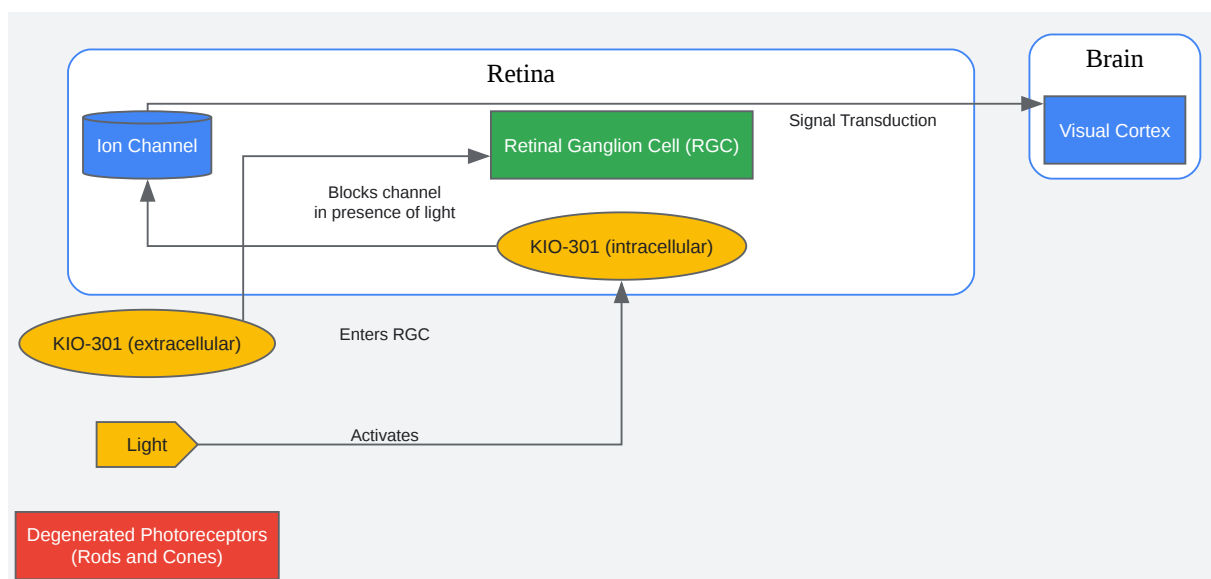 Retina
Brain
Ion Channel
Retinal Ganglion Cell (RGC)
Signal Transduction
Visual Cortex
Blocks channel
in presence of light
KIO-301 (intracellular)
KIO-301 (extracellular)
Enters RGC
Light
Activates
Degenerated Photoreceptors
(Rods and Cones)